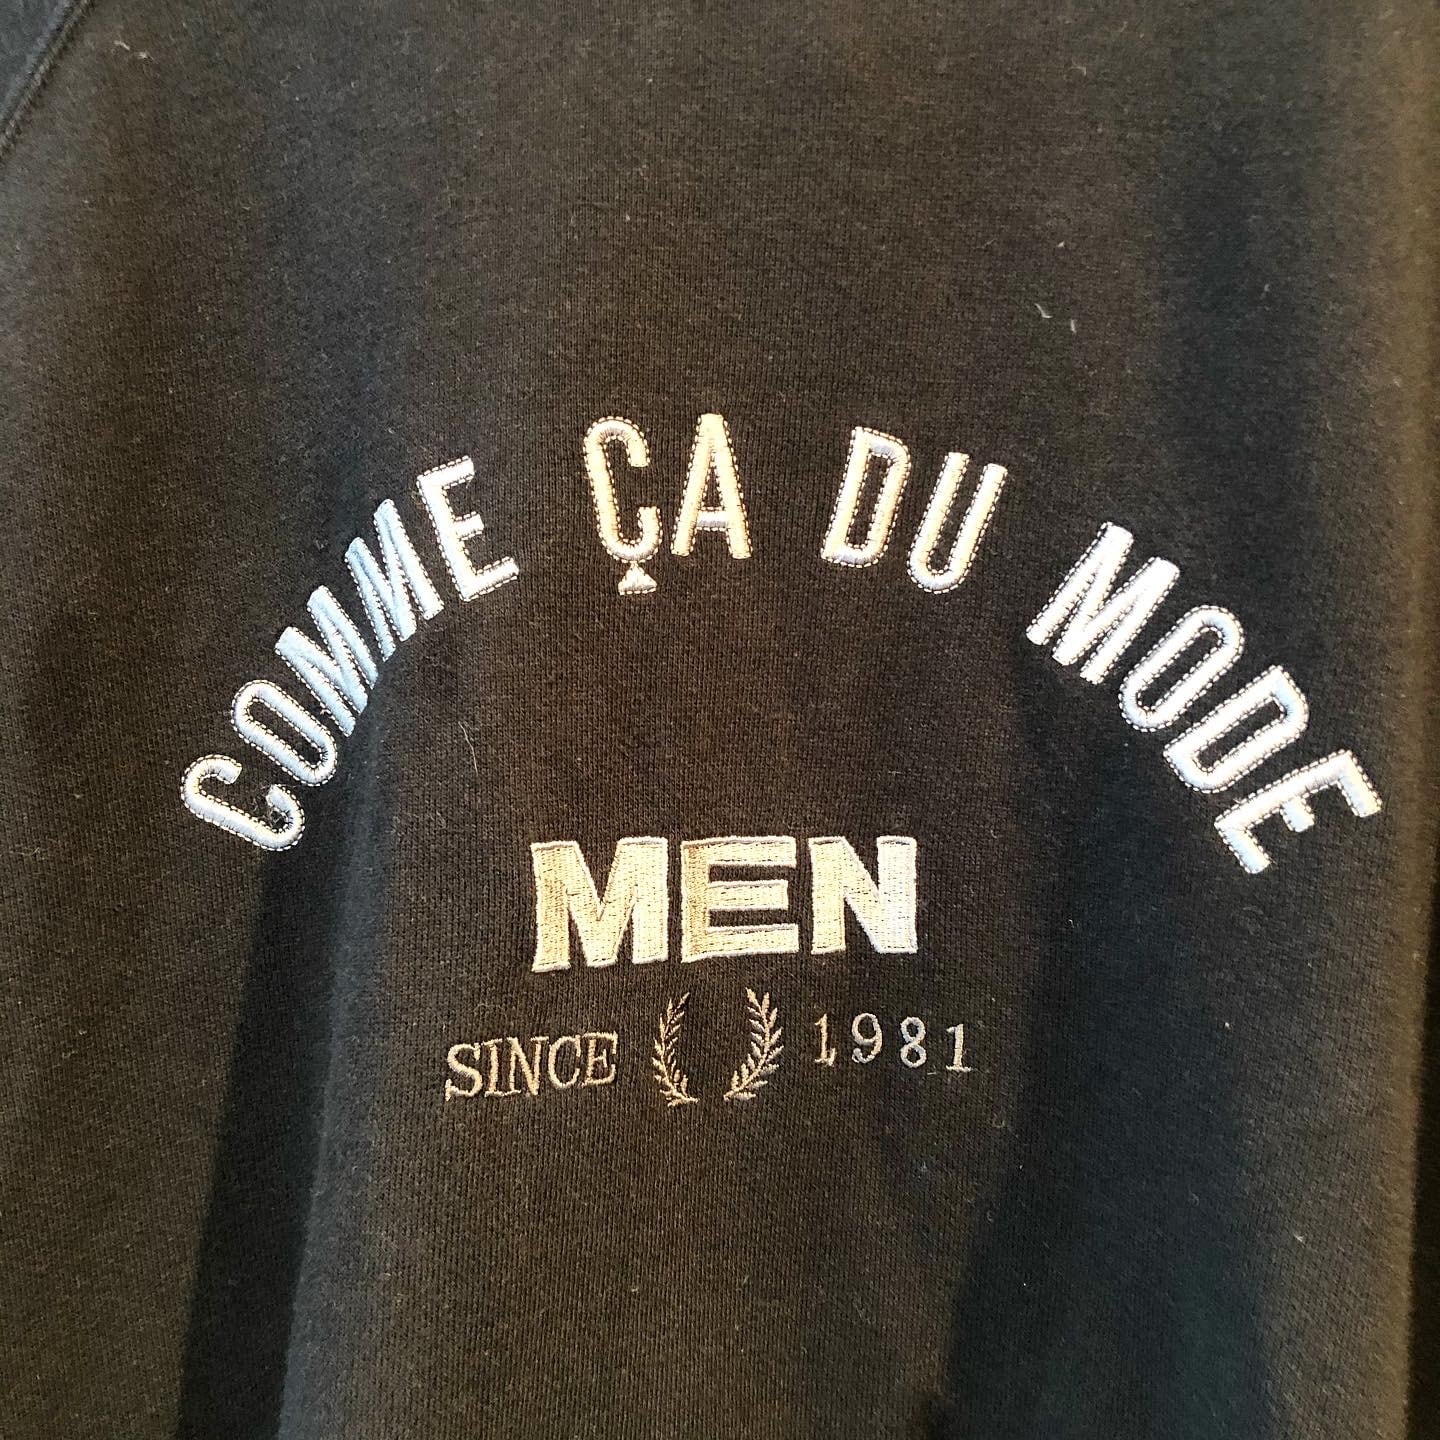 COMME ÇA DU MODE
MEN
SINCE 1981